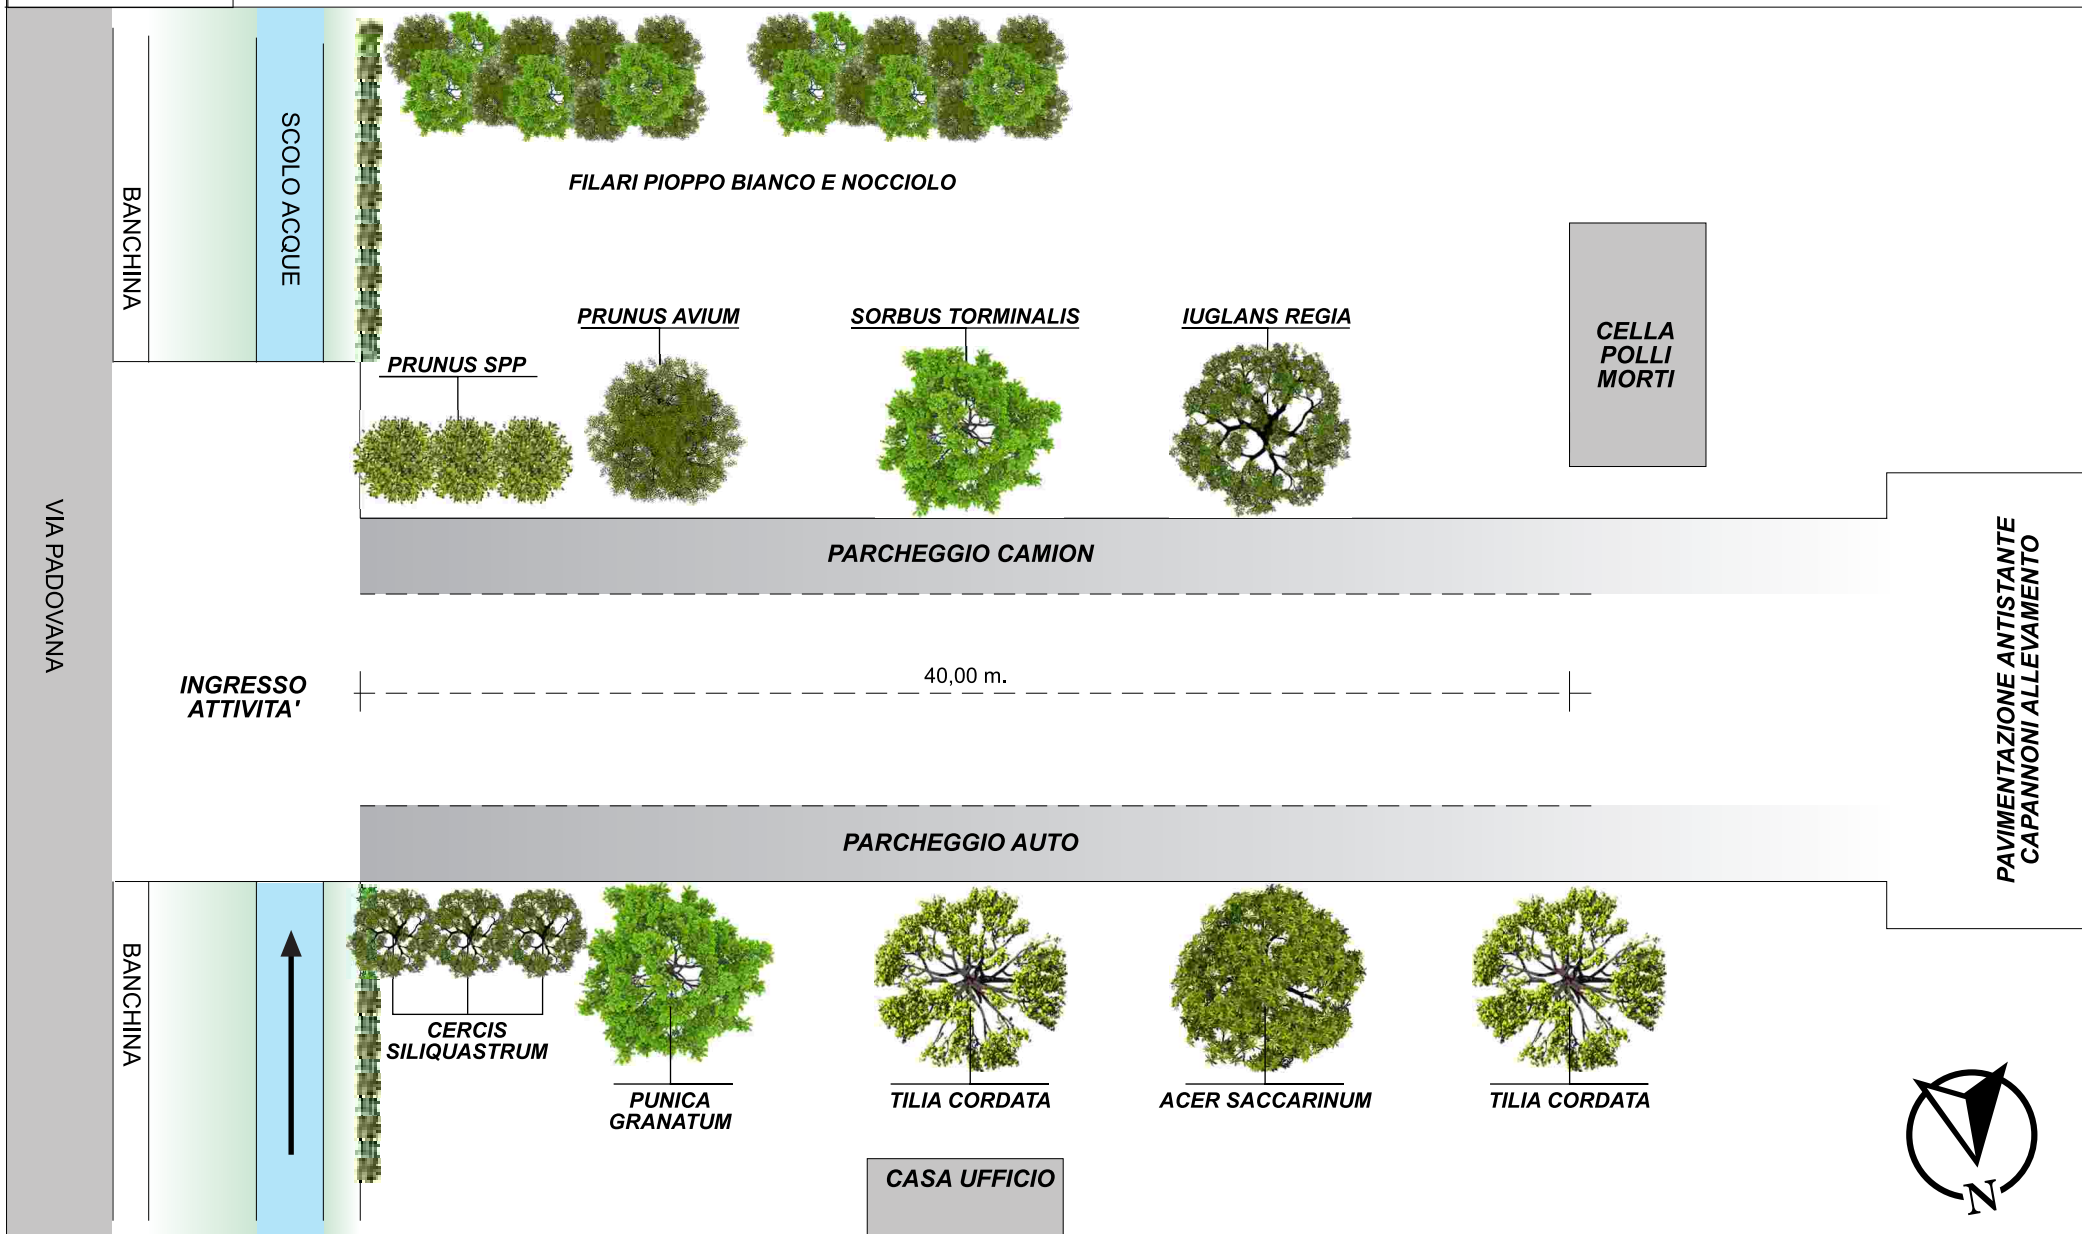 SCOLO ACQUE
BANCHINA
FILARI PIOPPO BIANCO E NOCCIOLO
PRUNUS AVIUM
SORBUS TORMINALIS
IUGLANS REGIA
PRUNUS SPP
CELLA
POLLI
MORTI
VIA PADOVANA
PARCHEGGIO CAMION
PAVIMENTAZIONE ANTISTANTE
CAPANNONI ALLEVAMENTO
INGRESSO
ATTIVITA'
40,00 m.
PARCHEGGIO AUTO
BANCHINA
CERCIS
SILIQUASTRUM
PUNICA
GRANATUM
TILIA CORDATA
ACER SACCARINUM
TILIA CORDATA
CASA UFFICIO
N